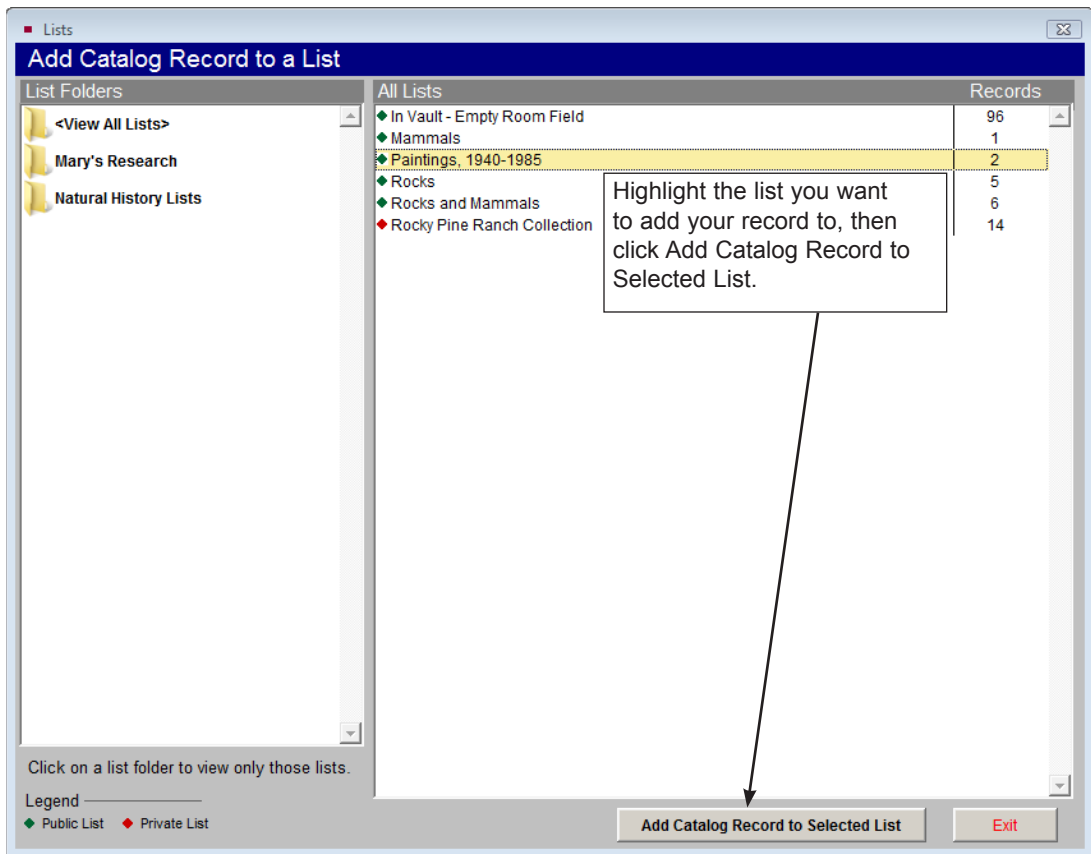 Lists
Add Catalog Record to a List
List Folders
<View All Lists>
Mary's Research
Natural History Lists
Click on a list folder to view only those lists.
Legend
Public List Private List
All Lists Records
In Vault - Empty Room Field 96
Mammals 1
Paintings, 1940-1985 2
Rocks 5
Rocks and Mammals 6
Rocky Pine Ranch Collection 14
Highlight the list you want
to add your record to, then
click Add Catalog Record to
Selected List.
Add Catalog Record to Selected List
Exit